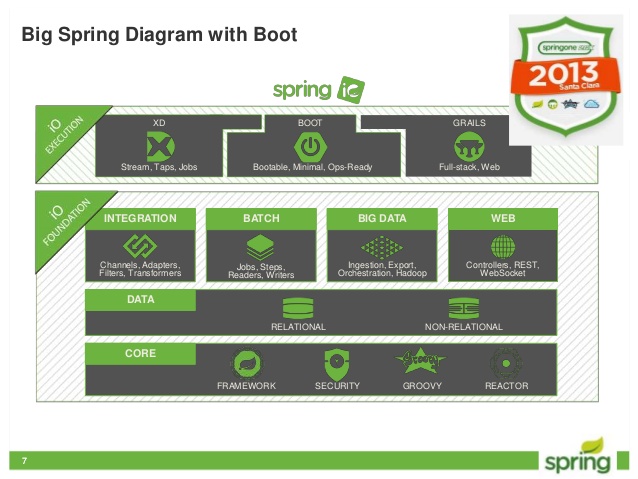 Big Spring Diagram with Boot
springone 2GX
2013
Santa Clara
spring io
iO
EXECUTION
XD
BOOT
GRAILS
Stream, Taps, Jobs
Bootable, Minimal, Ops-Ready
Full-stack, Web
iO
FOUNDATION
INTEGRATION
BATCH
BIG DATA
WEB
Channels, Adapters,
Filters, Transformers
Jobs, Steps,
Readers, Writers
Ingestion, Export,
Orchestration, Hadoop
Controllers, REST,
WebSocket
DATA
RELATIONAL
NON-RELATIONAL
CORE
Groovy
FRAMEWORK
SECURITY
GROOVY
REACTOR
7
spring